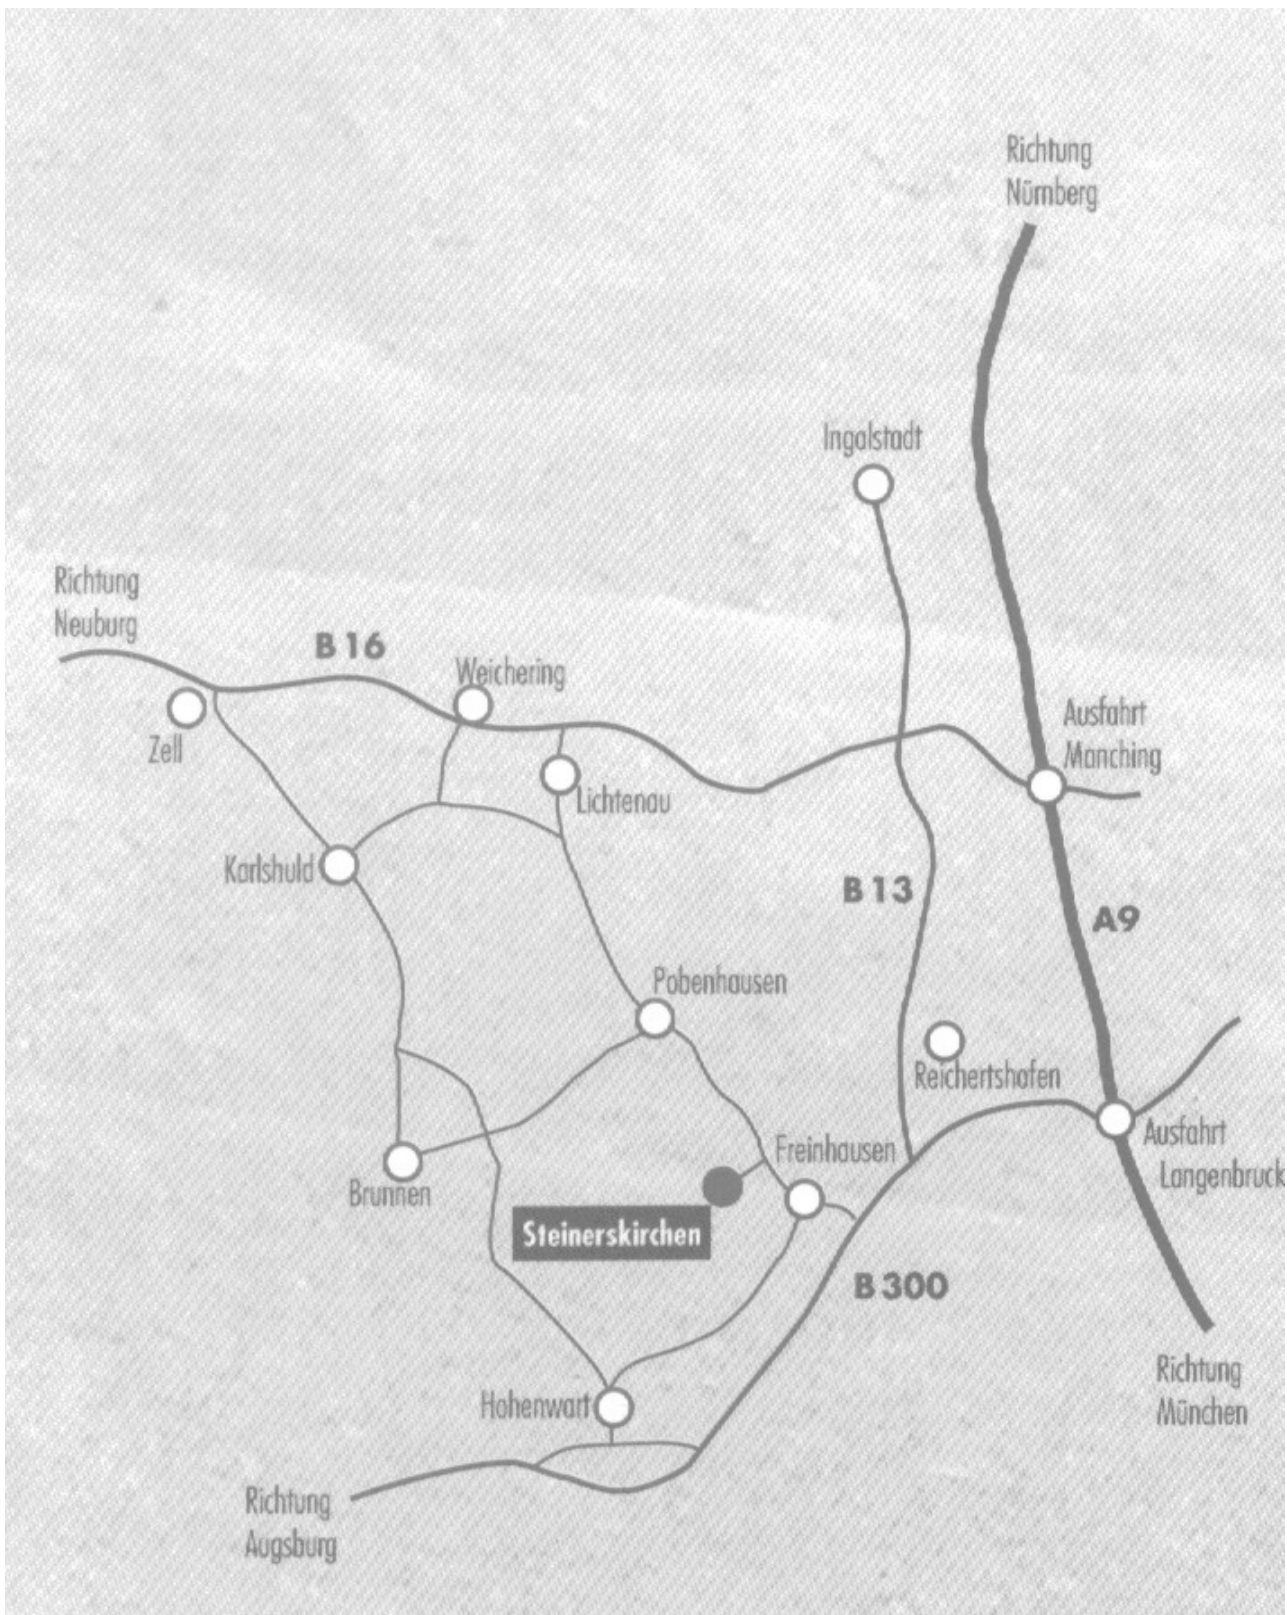 Richtung
Nürnberg
Ingolstadt
Richtung
Neuburg
B 16
Weichering
Zell
Ausfahrt
Manching
Lichtenau
Karlshuld
B 13
A9
Pobenhausen
Reichertshofen
Ausfahrt
Langenbruck
Freinhausen
Brunnen
Steinerskirchen
B 300
Richtung
München
Hohenwart
Richtung
Augsburg